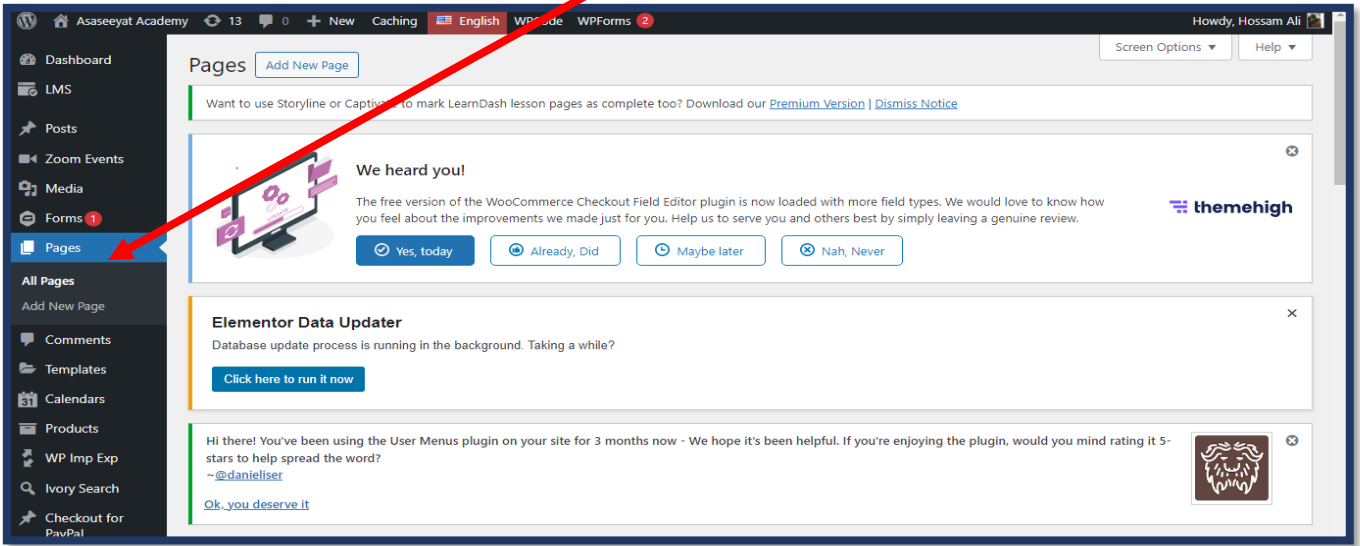 Asaseeyat Academy 13 0 New Caching English WPCode WPForms 2 Howdy, Hossam Ali
Screen Options Help
Dashboard
LMS
Posts
Zoom Events
Media
Forms 1
Pages
All Pages
Add New Page
Comments
Templates
31 Calendars
Products
WP Imp Exp
Ivory Search
Checkout for
PayPal
Pages Add New Page
Want to use Storyline or Captivate to mark LearnDash lesson pages as complete too? Download our Premium Version | Dismiss Notice
We heard you!
The free version of the WooCommerce Checkout Field Editor plugin is now loaded with more field types. We would love to know how
you feel about the improvements we made just for you. Help us to serve you and others best by simply leaving a genuine review.
Yes, today Already, Did Maybe later Nah, Never
themehigh
Elementor Data Updater
Database update process is running in the background. Taking a while?
Click here to run it now
Hi there! You've been using the User Menus plugin on your site for 3 months now - We hope it's been helpful. If you're enjoying the plugin, would you mind rating it 5-
stars to help spread the word?
~@danieliser
Ok, you deserve it